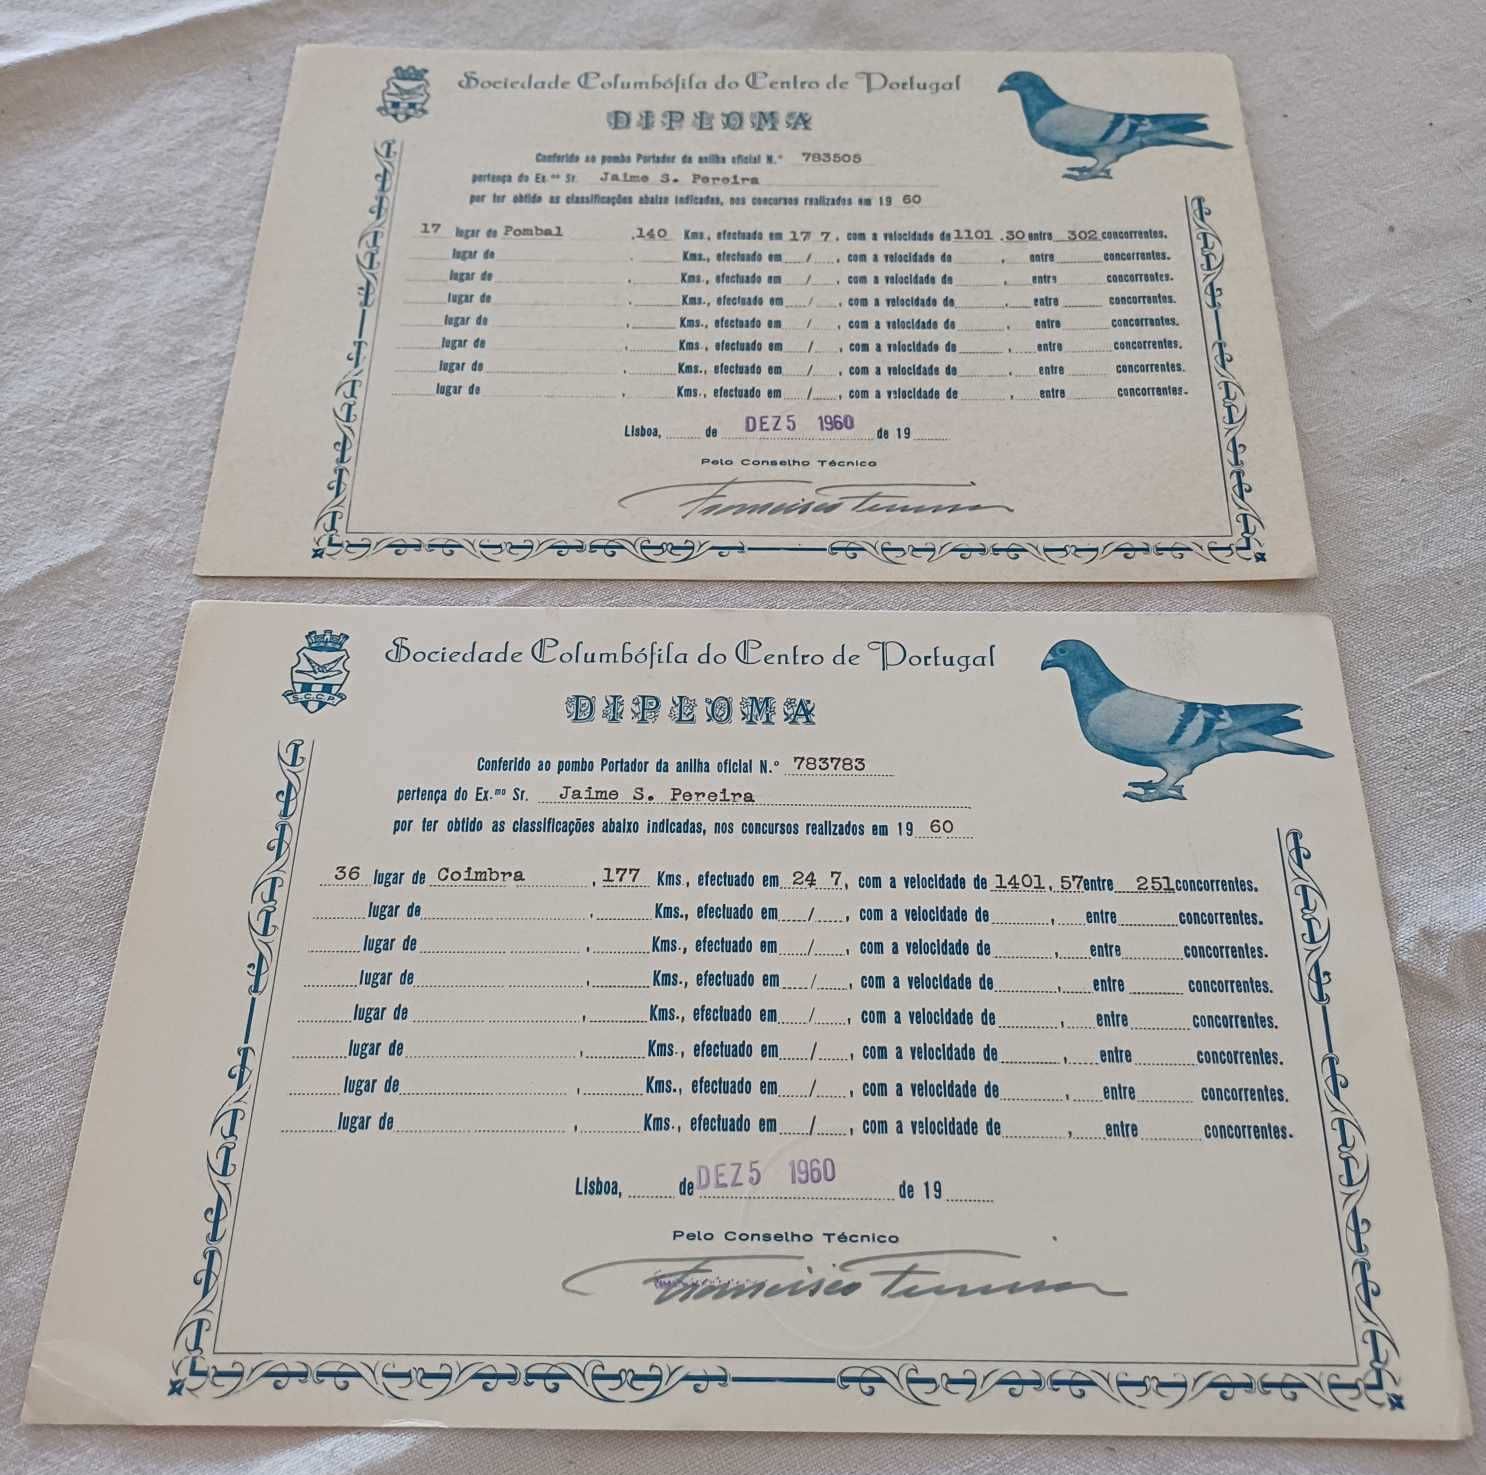 Sociedade Columbófila do Centro de Portugal
DIPLOMA
Conferido ao pombo Portador da anilha oficial N.º 783505
pertença do Ex.mo Sr. Jaime S. Pereira
por ter obtido as classificações abaixo indicadas, nos concursos realizados em 19 60
17 lugar de Pombal , 140 Kms., efectuado em 17 7, com a velocidade de 1101 , 30 entre 302 concorrentes.
lugar de , Kms., efectuado em / , com a velocidade de , entre concorrentes.
lugar de , Kms., efectuado em / , com a velocidade de , entre concorrentes.
lugar de , Kms., efectuado em / , com a velocidade de , entre concorrentes.
lugar de , Kms., efectuado em / , com a velocidade de , entre concorrentes.
lugar de , Kms., efectuado em / , com a velocidade de , entre concorrentes.
lugar de , Kms., efectuado em / , com a velocidade de , entre concorrentes.
lugar de , Kms., efectuado em / , com a velocidade de , entre concorrentes.
Lisboa, de DEZ 5 1960 de 19
Pelo Conselho Técnico
Sociedade Columbófila do Centro de Portugal
S.C.C.P.
DIPLOMA
Conferido ao pombo Portador da anilha oficial N.º 783783
pertença do Ex.mo Sr. Jaime S. Pereira
por ter obtido as classificações abaixo indicadas, nos concursos realizados em 19 60
36 lugar de Coimbra , 177 Kms., efectuado em 24 7, com a velocidade de 1401, 57 entre 251 concorrentes.
lugar de , Kms., efectuado em / , com a velocidade de , entre concorrentes.
lugar de , Kms., efectuado em / , com a velocidade de , entre concorrentes.
lugar de , Kms., efectuado em / , com a velocidade de , entre concorrentes.
lugar de , Kms., efectuado em / , com a velocidade de , entre concorrentes.
lugar de , Kms., efectuado em / , com a velocidade de , entre concorrentes.
lugar de , Kms., efectuado em / , com a velocidade de , entre concorrentes.
lugar de , Kms., efectuado em / , com a velocidade de , entre concorrentes.
Lisboa, de DEZ 5 1960 de 19
Pelo Conselho Técnico